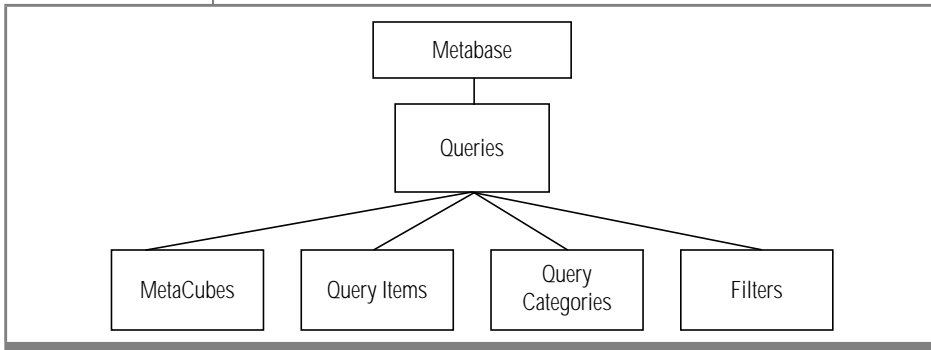 Metabase
Queries
MetaCubes
Query Items
Query
Categories
Filters